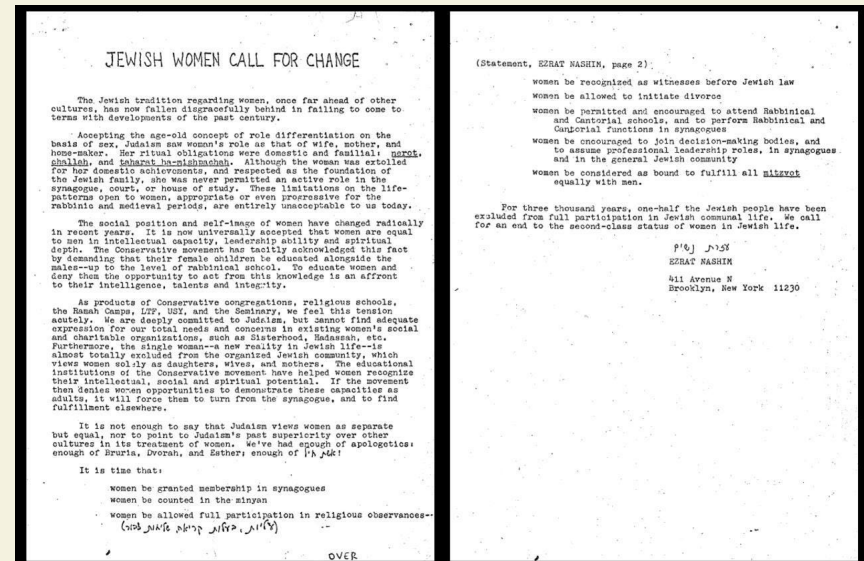 JEWISH WOMEN CALL FOR CHANGE
The Jewish tradition regarding women, once far ahead of other
cultures, has now fallen disgracefully behind in failing to come to
terms with developments of the past century.
Accepting the age-old concept of role differentiation on the
basis of sex, Judaism saw woman's role as that of wife, mother, and
home-maker. Her ritual obligations were domestic and familial: nerot,
challah, and taharat ha-mishpachah. Although the woman was extolled
for her domestic achievements, and respected as the foundation of
the Jewish family, she was never permitted an active role in the
synagogue, court, or house of study. These limitations on the life-
patterns open to women, appropriate or even progressive for the
rabbinic and medieval periods, are entirely unacceptable to us today.
The social position and self-image of women have changed radically
in recent years. It is now universally accepted that women are equal
to men in intellectual capacity, leadership ability and spiritual
depth. The Conservative movement has tacitly acknowledged this fact
by demanding that their female children be educated alongside the
males--up to the level of rabbinical school. To educate women and
deny them the opportunity to act from this knowledge is an affront
to their intelligence, talents and integrity.
As products of Conservative congregations, religious schools,
the Ramah Camps, LTF, USY, and the Seminary, we feel this tension
acutely. We are deeply committed to Judaism, but cannot find adequate
expression for our total needs and concerns in existing women's social
and charitable organizations, such as Sisterhood, Hadassah, etc.
Furthermore, the single woman--a new reality in Jewish life--is
almost totally excluded from the organized Jewish community, which
views women solely as daughters, wives, and mothers. The educational
institutions of the Conservative movement have helped women recognize
their intellectual, social and spiritual potential. If the movement
then denies women opportunities to demonstrate these capacities as
adults, it will force them to turn from the synagogue, and to find
fulfillment elsewhere.
It is not enough to say that Judaism views women as separate
but equal, nor to point to Judaism's past superiority over other
cultures in its treatment of women. We've had enough of apologetics:
enough of Bruria, Dvorah, and Esther; enough of אשת חיל!
It is time that:
women be granted membership in synagogues
women be counted in the minyan
women be allowed full participation in religious observances--
(עליות, בעלות קריאה, שליחות צבור)
OVER
(Statement, EZRAT NASHIM, page 2)
women be recognized as witnesses before Jewish law
women be allowed to initiate divorce
women be permitted and encouraged to attend Rabbinical
and Cantorial schools, and to perform Rabbinical and
Cantorial functions in synagogues
women be encouraged to join decision-making bodies, and
to assume professional leadership roles, in synagogues
and in the general Jewish community
women be considered as bound to fulfill all mitzvot
equally with men.
For three thousand years, one-half the Jewish people have been
excluded from full participation in Jewish communal life. We call
for an end to the second-class status of women in Jewish life.
עזרת נשים
EZRAT NASHIM
411 Avenue N
Brooklyn, New York 11230